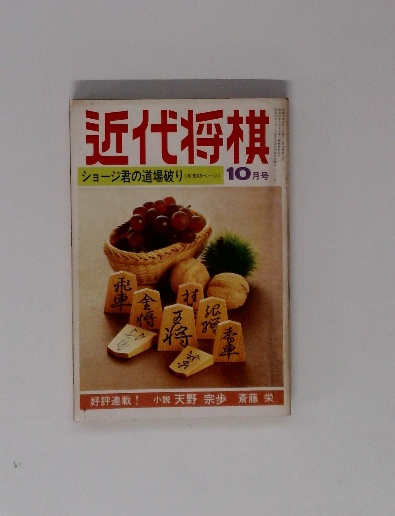 近代将棋
ショージ君の道場破り
10月号
飛車
金将
桂
王将
銀将
香車
好評連載! 小説 天野宗歩 斎藤栄